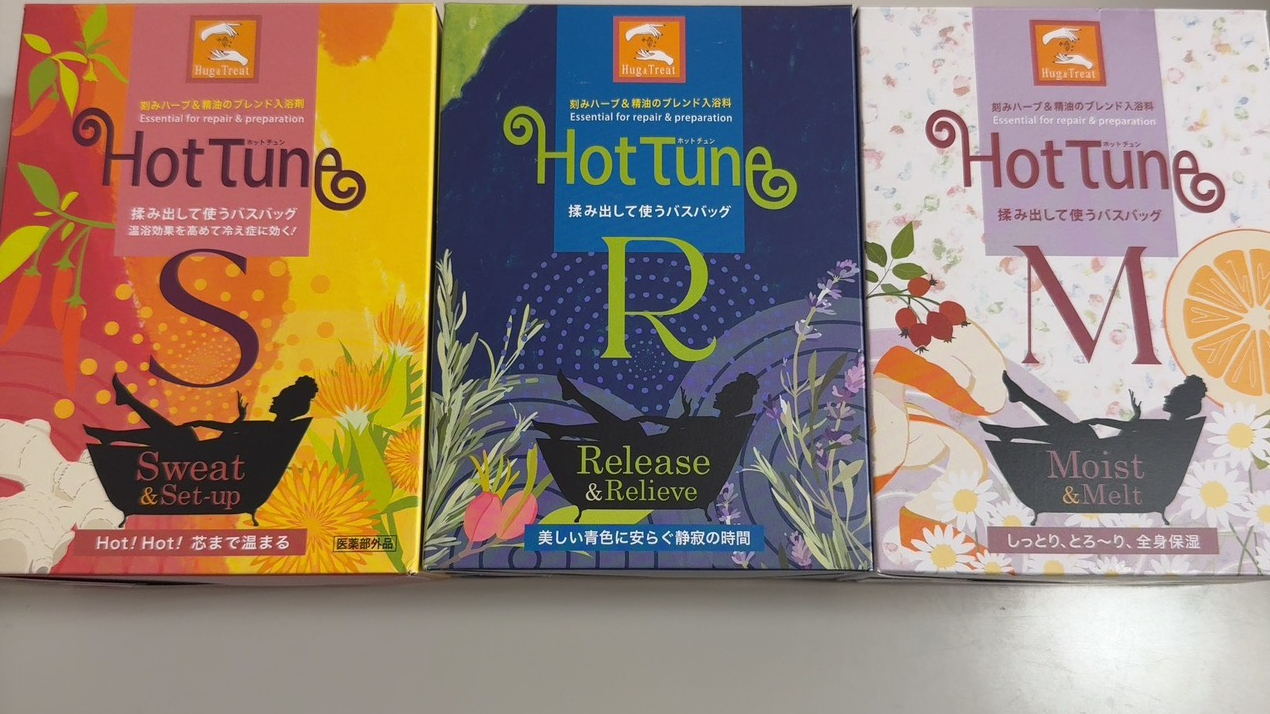 Hug&Treat
刻みハーブ&精油のブレンド入浴剤
Essential for repair & preparation
ホットチュン
Hot Tune
揉み出して使うバスバッグ
温浴効果を高めて冷え症に効く!
S
Sweat
&Set-up
Hot! Hot! 芯まで温まる
医薬部外品
Hug&Treat
刻みハーブ&精油のブレンド入浴料
Essential for repair & preparation
ホットチュン
Hot Tune
揉み出して使うバスバッグ
R
Release
&Relieve
美しい青色に安らぐ静寂の時間
Hug&Treat
刻みハーブ&精油のブレンド入浴料
Essential for repair & preparation
ホットチュン
Hot Tune
揉み出して使うバスバッグ
M
Moist
&Melt
しっとり、とろ〜り、全身保湿